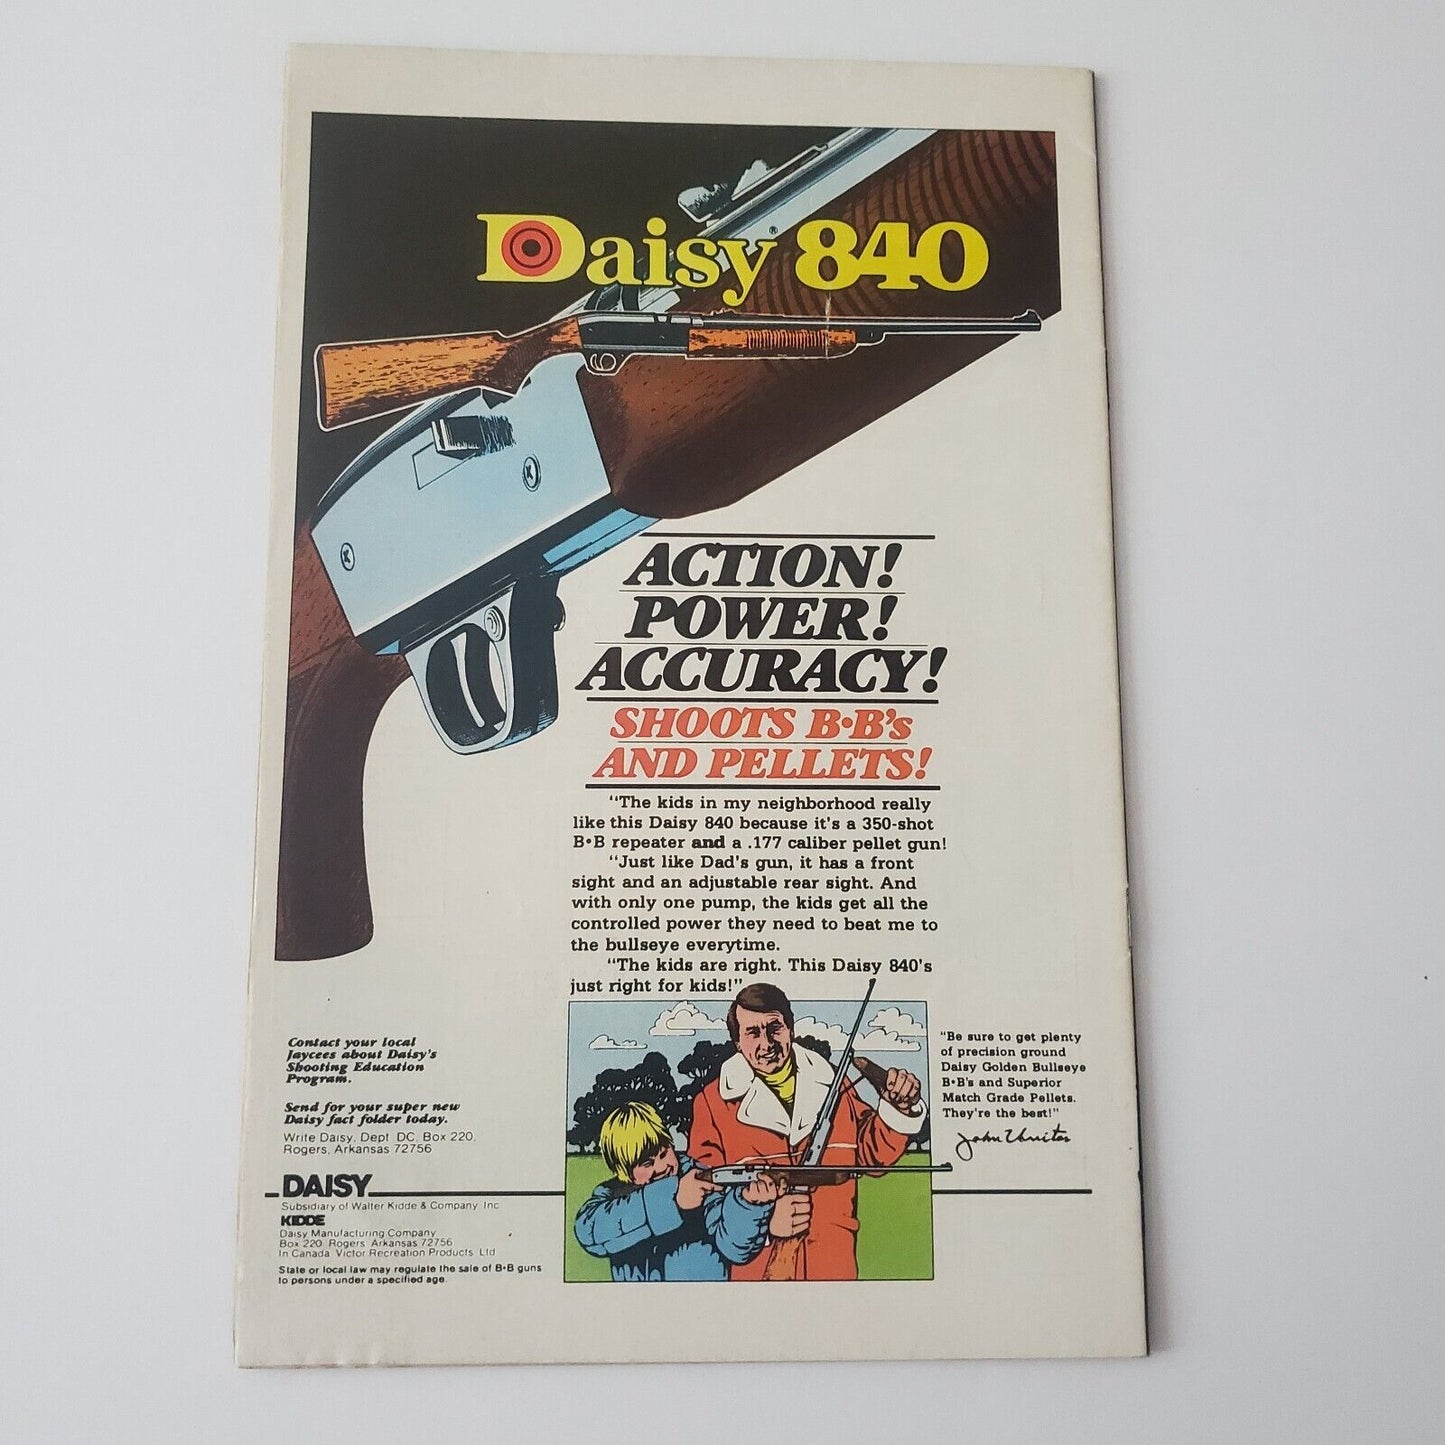 Daisy® 840
ACTION!
POWER!
ACCURACY!
SHOOTS B•B's
AND PELLETS!
"The kids in my neighborhood really
like this Daisy 840 because it's a 350-shot
B•B repeater and a .177 caliber pellet gun!
"Just like Dad's gun, it has a front
sight and an adjustable rear sight. And
with only one pump, the kids get all the
controlled power they need to beat me to
the bullseye everytime.
"The kids are right. This Daisy 840's
just right for kids!"
"Be sure to get plenty
of precision ground
Daisy Golden Bullseye
B•B's and Superior
Match Grade Pellets.
They're the best!"
Contact your local
Jaycees about Daisy's
Shooting Education
Program.
Send for your super new
Daisy fact folder today.
Write Daisy, Dept DC, Box 220,
Rogers, Arkansas 72756
DAISY
Subsidiary of Walter Kidde & Company Inc
KIDDE
Daisy Manufacturing Company
Box 220 Rogers Arkansas 72756
In Canada Victor Recreation Products Ltd
State or local law may regulate the sale of B•B guns
to persons under a specified age.